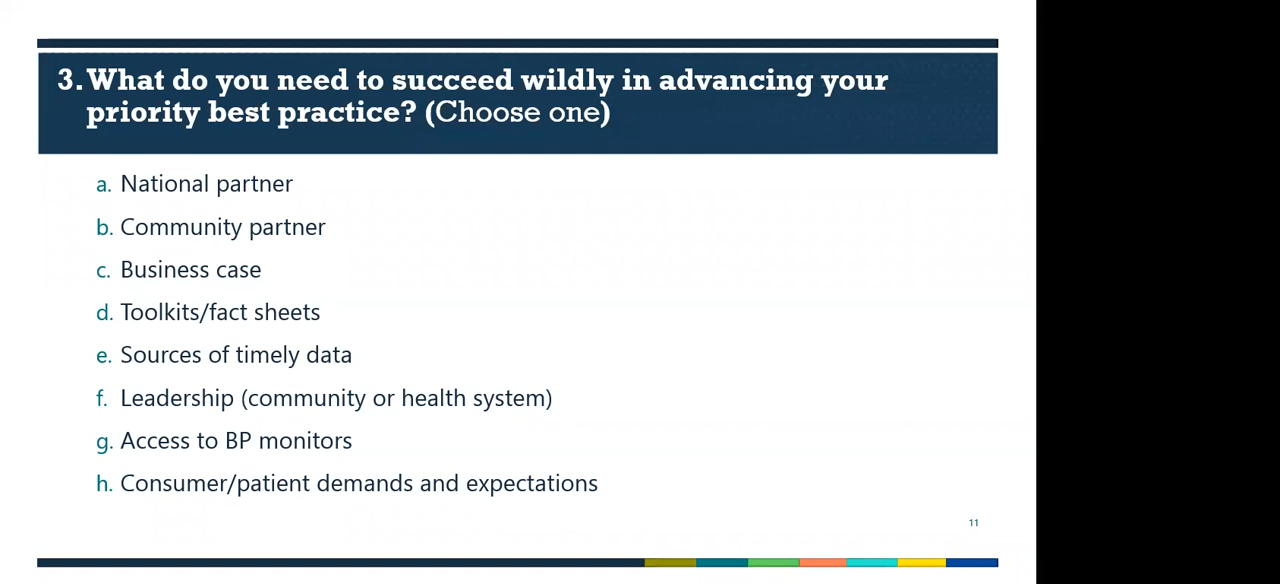 3. What do you need to succeed wildly in advancing your
priority best practice? (Choose one)
a. National partner
b. Community partner
c. Business case
d. Toolkits/fact sheets
e. Sources of timely data
f. Leadership (community or health system)
g. Access to BP monitors
h. Consumer/patient demands and expectations
11